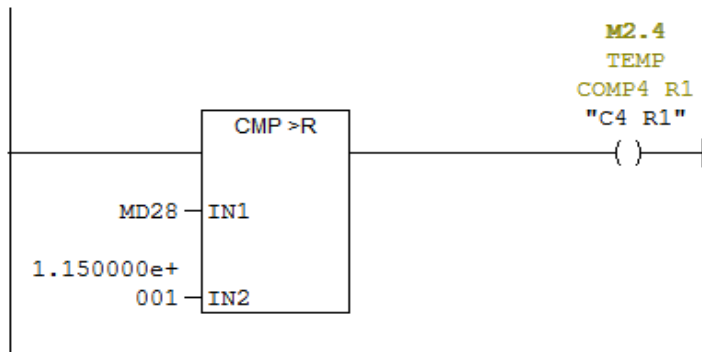 M2.4
TEMP
COMP4 R1
"C4 R1"
CMP >R
MD28
IN1
1.150000e+
001
IN2